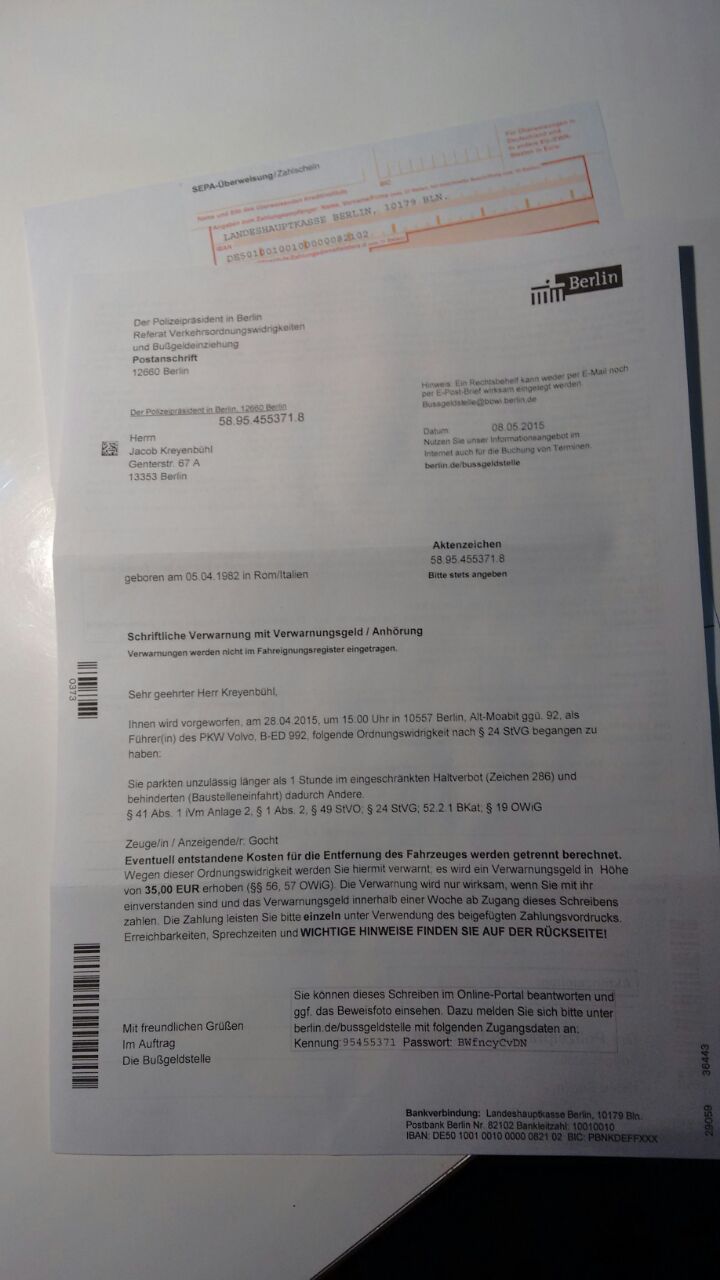 SEPA-Überweisung/Zahlschein
Für Überweisungen in
Deutschland und
in andere EU-/EWR-
Staaten in Euro.
BIC
LANDESHAUPTKASSE BERLIN, 10179 BLN.
IBAN
DE50100100100000082102
Berlin
Der Polizeipräsident in Berlin
Referat Verkehrsordnungswidrigkeiten
und Bußgeldeinziehung
Postanschrift
12660 Berlin
Hinweis: Ein Rechtsbehelf kann weder per E-Mail noch
per E-Post-Brief wirksam eingelegt werden
Bussgeldstelle@bowi.berlin.de
Der Polizeipräsident in Berlin, 12660 Berlin
58.95.455371.8
Herrn
Jacob Kreyenbühl
Genterstr. 67 A
13353 Berlin
Datum: 08.05.2015
Nutzen Sie unser Informationsangebot im
Internet auch für die Buchung von Terminen.
berlin.de/bussgeldstelle
Aktenzeichen
58.95.455371.8
Bitte stets angeben
geboren am 05.04.1982 in Rom/Italien
Schriftliche Verwarnung mit Verwarnungsgeld / Anhörung
Verwarnungen werden nicht im Fahreignungsregister eingetragen.
0373
Sehr geehrter Herr Kreyenbühl,
Ihnen wird vorgeworfen, am 28.04.2015, um 15.00 Uhr in 10557 Berlin, Alt-Moabit ggü. 92, als
Führer(in) des PKW Volvo, B-ED 992, folgende Ordnungswidrigkeit nach § 24 StVG begangen zu
haben:
Sie parkten unzulässig länger als 1 Stunde im eingeschränkten Haltverbot (Zeichen 286) und
behinderten (Baustelleneinfahrt) dadurch Andere.
§ 41 Abs. 1 iVm Anlage 2, § 1 Abs. 2, § 49 StVO; § 24 StVG; 52.2.1 BKat; § 19 OWiG
Zeuge/in / Anzeigende/r: Gocht
Eventuell entstandene Kosten für die Entfernung des Fahrzeuges werden getrennt berechnet.
Wegen dieser Ordnungswidrigkeit werden Sie hiermit verwarnt, es wird ein Verwarnungsgeld in Höhe
von 35,00 EUR erhoben (§§ 56, 57 OWiG). Die Verwarnung wird nur wirksam, wenn Sie mit ihr
einverstanden sind und das Verwarnungsgeld innerhalb einer Woche ab Zugang dieses Schreibens
zahlen. Die Zahlung leisten Sie bitte einzeln unter Verwendung des beigefügten Zahlungsvordrucks.
Erreichbarkeiten, Sprechzeiten und WICHTIGE HINWEISE FINDEN SIE AUF DER RÜCKSEITE!
Sie können dieses Schreiben im Online-Portal beantworten und
ggf. das Beweisfoto einsehen. Dazu melden Sie sich bitte unter
berlin.de/bussgeldstelle mit folgenden Zugangsdaten an:
Kennung: 95455371 Passwort: BWfncyCvDN
Mit freundlichen Grüßen
Im Auftrag
Die Bußgeldstelle
Bankverbindung: Landeshauptkasse Berlin, 10179 Bln.
Postbank Berlin Nr. 82102 Bankleitzahl: 10010010
IBAN: DE50 1001 0010 0000 0821 02 BIC: PBNKDEFFXXX
29059 36443